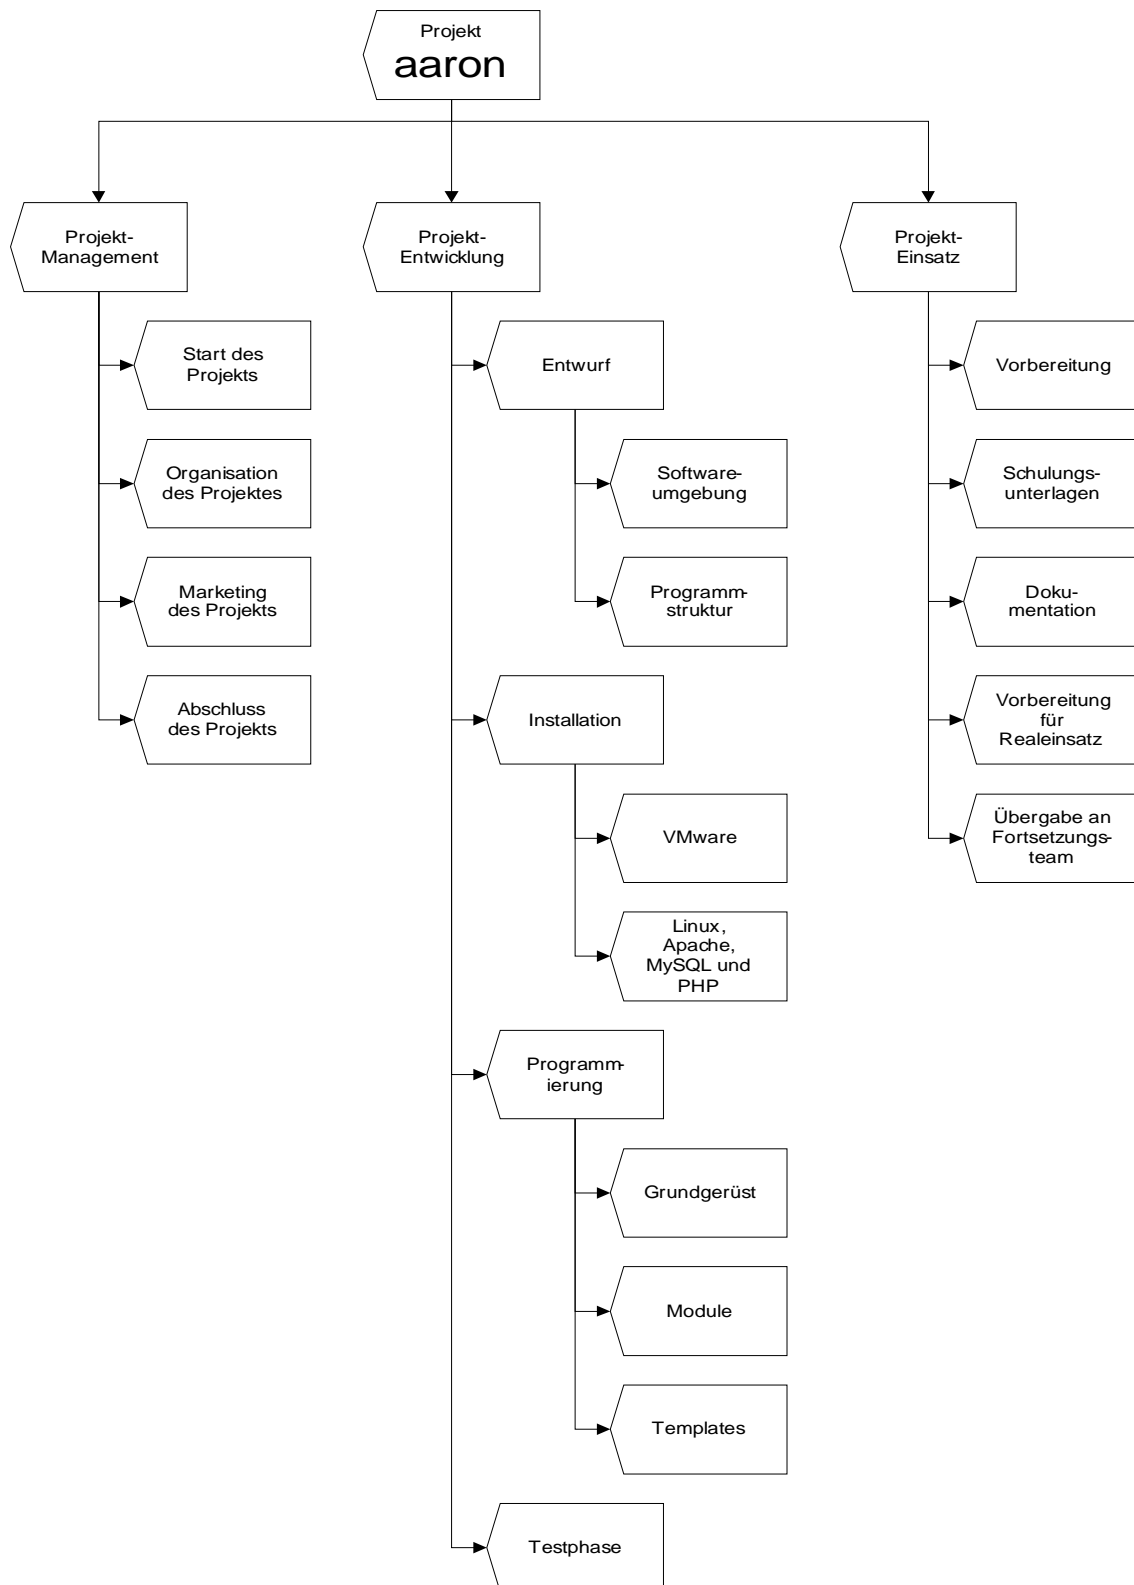 Projekt
aaron
Projekt-
Management
Start des
Projekts
Organisation
des Projektes
Marketing
des Projekts
Abschluss
des Projekts
Projekt-
Entwicklung
Entwurf
Software-
umgebung
Programm-
struktur
Installation
VMware
Linux,
Apache,
MySQL und
PHP
Programm-
ierung
Grundgerüst
Module
Templates
Testphase
Projekt-
Einsatz
Vorbereitung
Schulungs-
unterlagen
Doku-
mentation
Vorbereitung
für
Realeinsatz
Übergabe an
Fortsetzungs-
team